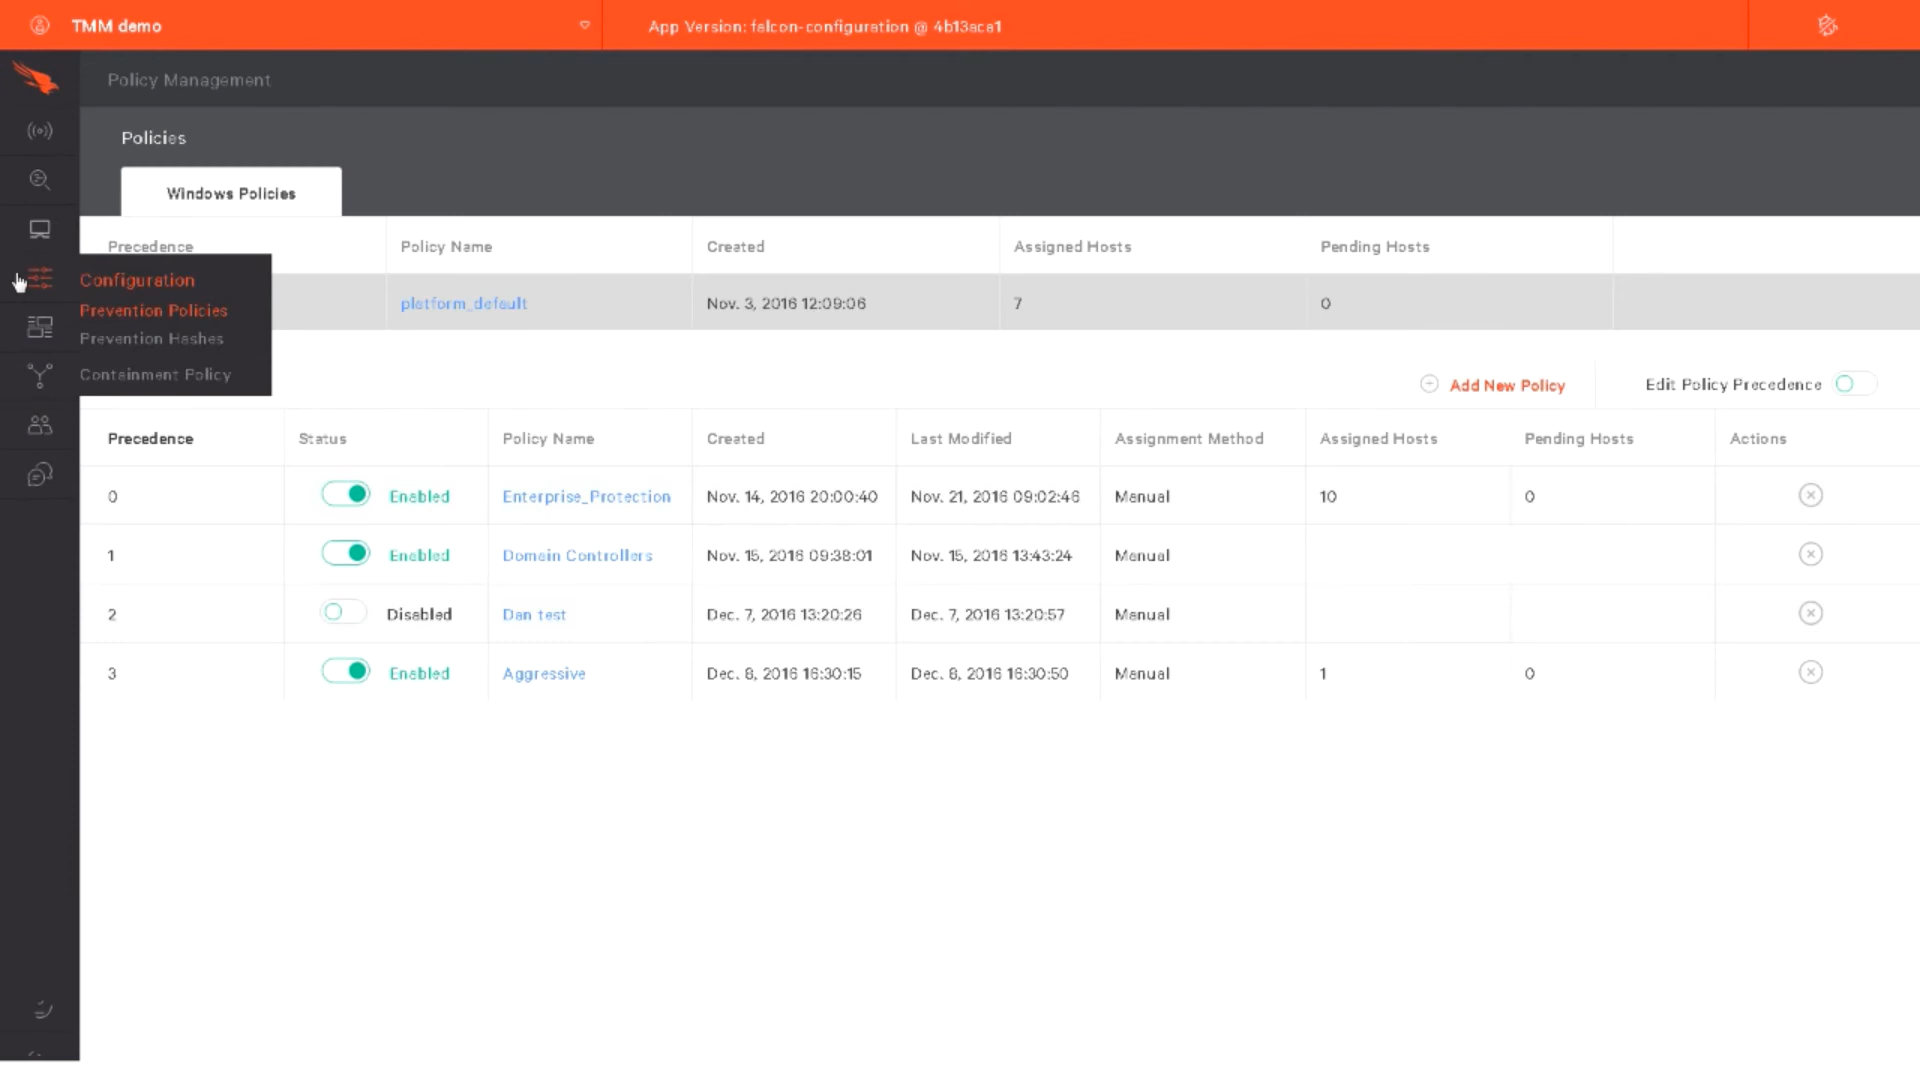 TMM demo
App Version: falcon-configuration @ 4b13aca1
Policy Management
Policies
Windows Policies
Precedence Policy Name Created Assigned Hosts Pending Hosts
platform_default Nov. 3, 2016 12:09:06 7 0
Configuration
Prevention Policies
Prevention Hashes
Containment Policy
Add New Policy Edit Policy Precedence
Precedence Status Policy Name Created Last Modified Assignment Method Assigned Hosts Pending Hosts Actions
0 Enabled Enterprise_Protection Nov. 14, 2016 20:00:40 Nov. 21, 2016 09:02:46 Manual 10 0
1 Enabled Domain Controllers Nov. 15, 2016 09:38:01 Nov. 15, 2016 13:43:24 Manual
2 Disabled Dan test Dec. 7, 2016 13:20:26 Dec. 7, 2016 13:20:57 Manual
3 Enabled Aggressive Dec. 8, 2016 16:30:15 Dec. 8, 2016 16:30:50 Manual 1 0